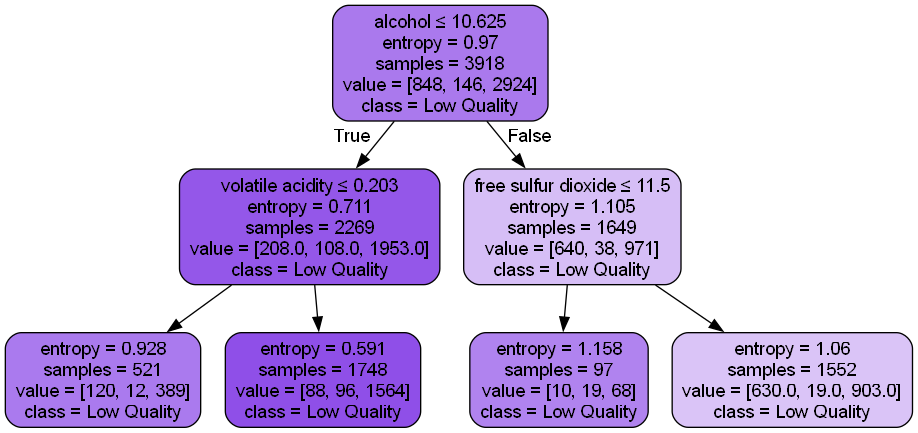 alcohol ≤ 10.625
entropy = 0.97
samples = 3918
value = [848, 146, 2924]
class = Low Quality
True
False
volatile acidity ≤ 0.203
entropy = 0.711
samples = 2269
value = [208.0, 108.0, 1953.0]
class = Low Quality
free sulfur dioxide ≤ 11.5
entropy = 1.105
samples = 1649
value = [640, 38, 971]
class = Low Quality
entropy = 0.928
samples = 521
value = [120, 12, 389]
class = Low Quality
entropy = 0.591
samples = 1748
value = [88, 96, 1564]
class = Low Quality
entropy = 1.158
samples = 97
value = [10, 19, 68]
class = Low Quality
entropy = 1.06
samples = 1552
value = [630.0, 19.0, 903.0]
class = Low Quality